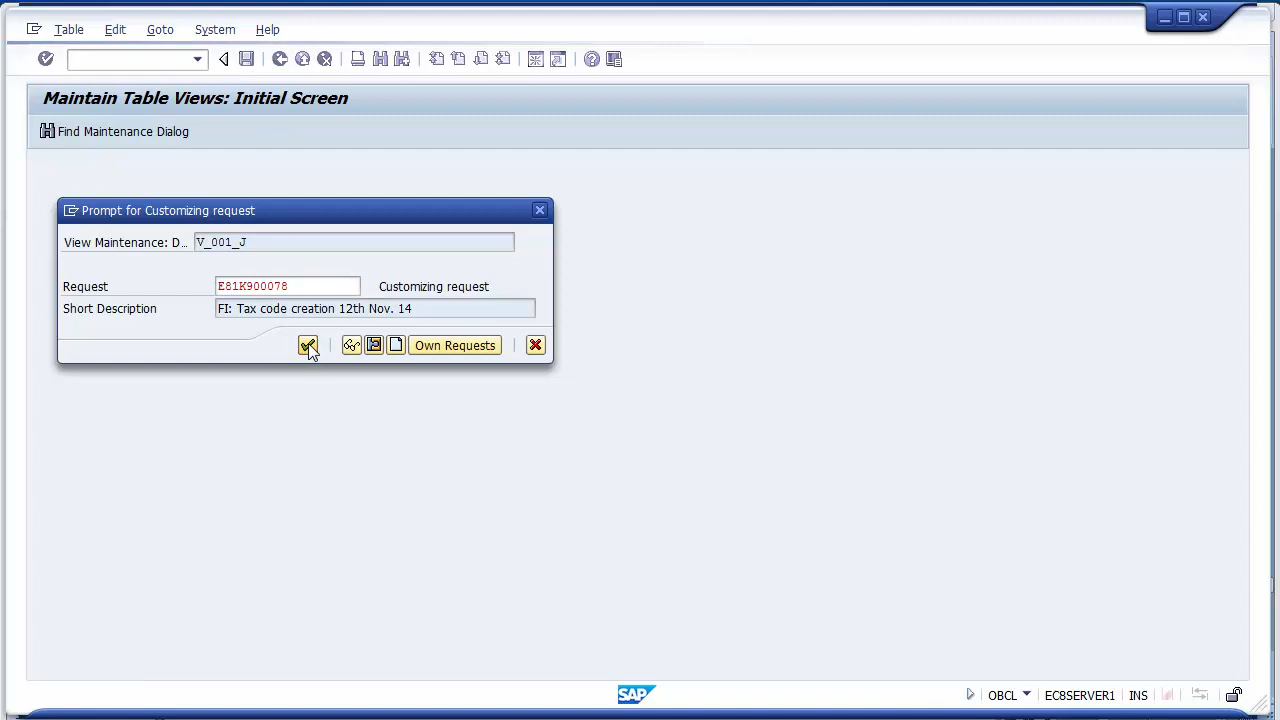 Table Edit Goto System Help
Maintain Table Views: Initial Screen
Find Maintenance Dialog
Prompt for Customizing request
View Maintenance: D... V_001_J
Request E81K900078 Customizing request
Short Description FI: Tax code creation 12th Nov. 14
Own Requests
SAP OBCL ECBSERVER1 INS